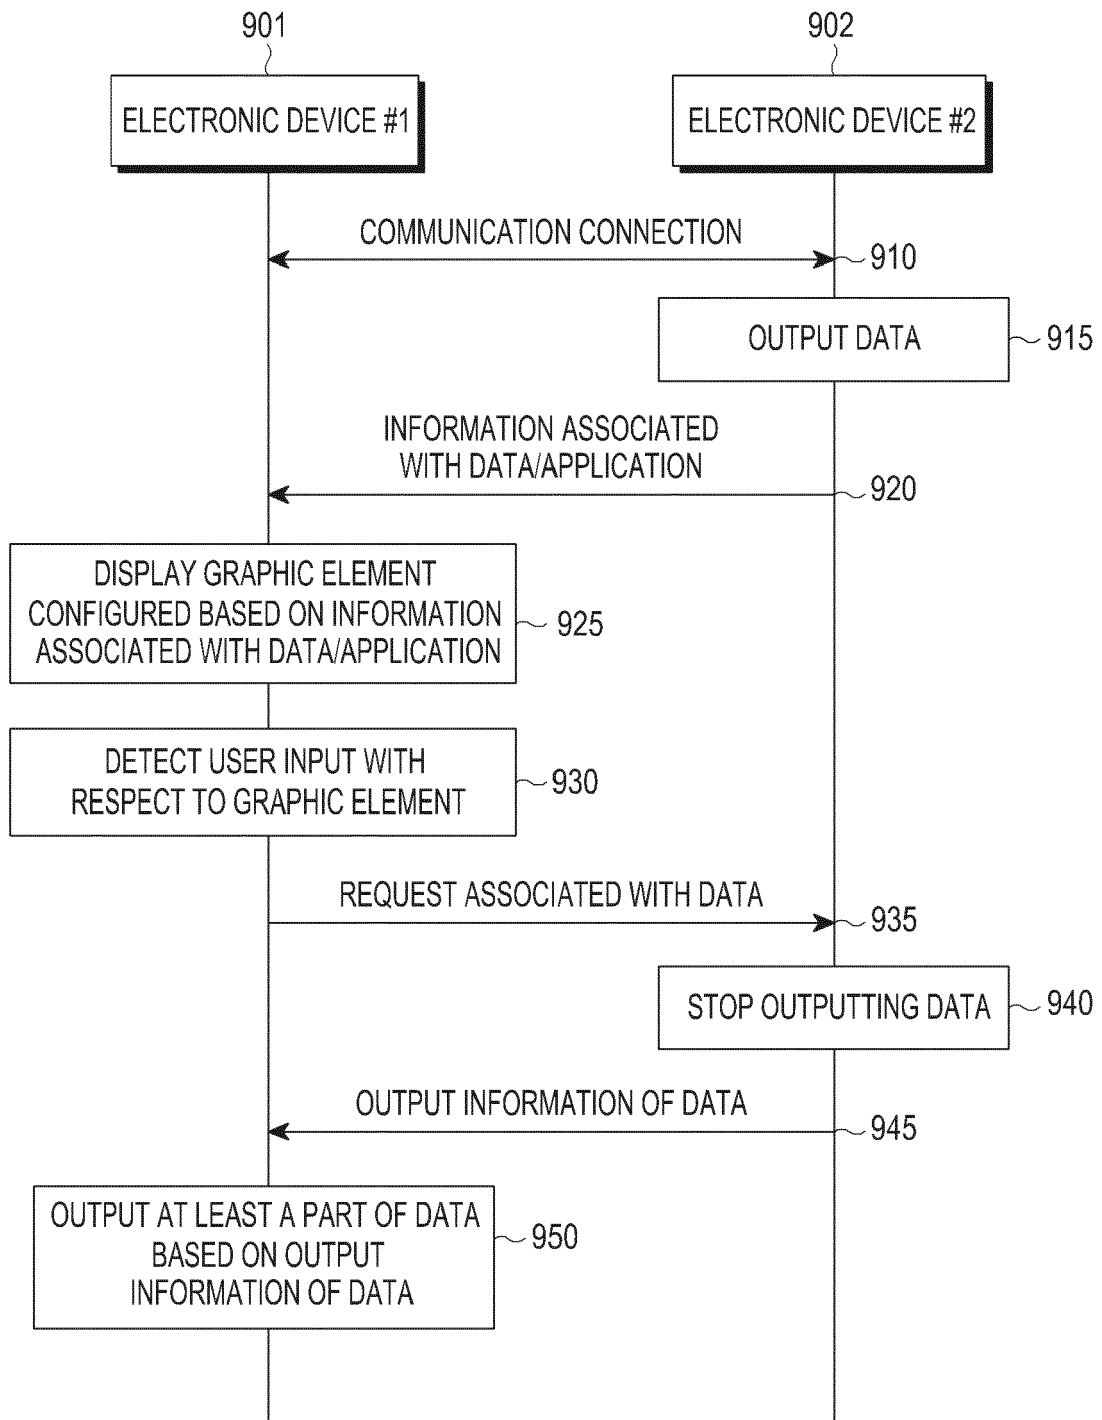 901
902
ELECTRONIC DEVICE #1
ELECTRONIC DEVICE #2
COMMUNICATION CONNECTION
910
OUTPUT DATA
915
INFORMATION ASSOCIATED
WITH DATA/APPLICATION
920
DISPLAY GRAPHIC ELEMENT
CONFIGURED BASED ON INFORMATION
ASSOCIATED WITH DATA/APPLICATION
925
DETECT USER INPUT WITH
RESPECT TO GRAPHIC ELEMENT
930
REQUEST ASSOCIATED WITH DATA
935
STOP OUTPUTTING DATA
940
OUTPUT INFORMATION OF DATA
945
OUTPUT AT LEAST A PART OF DATA
BASED ON OUTPUT
INFORMATION OF DATA
950